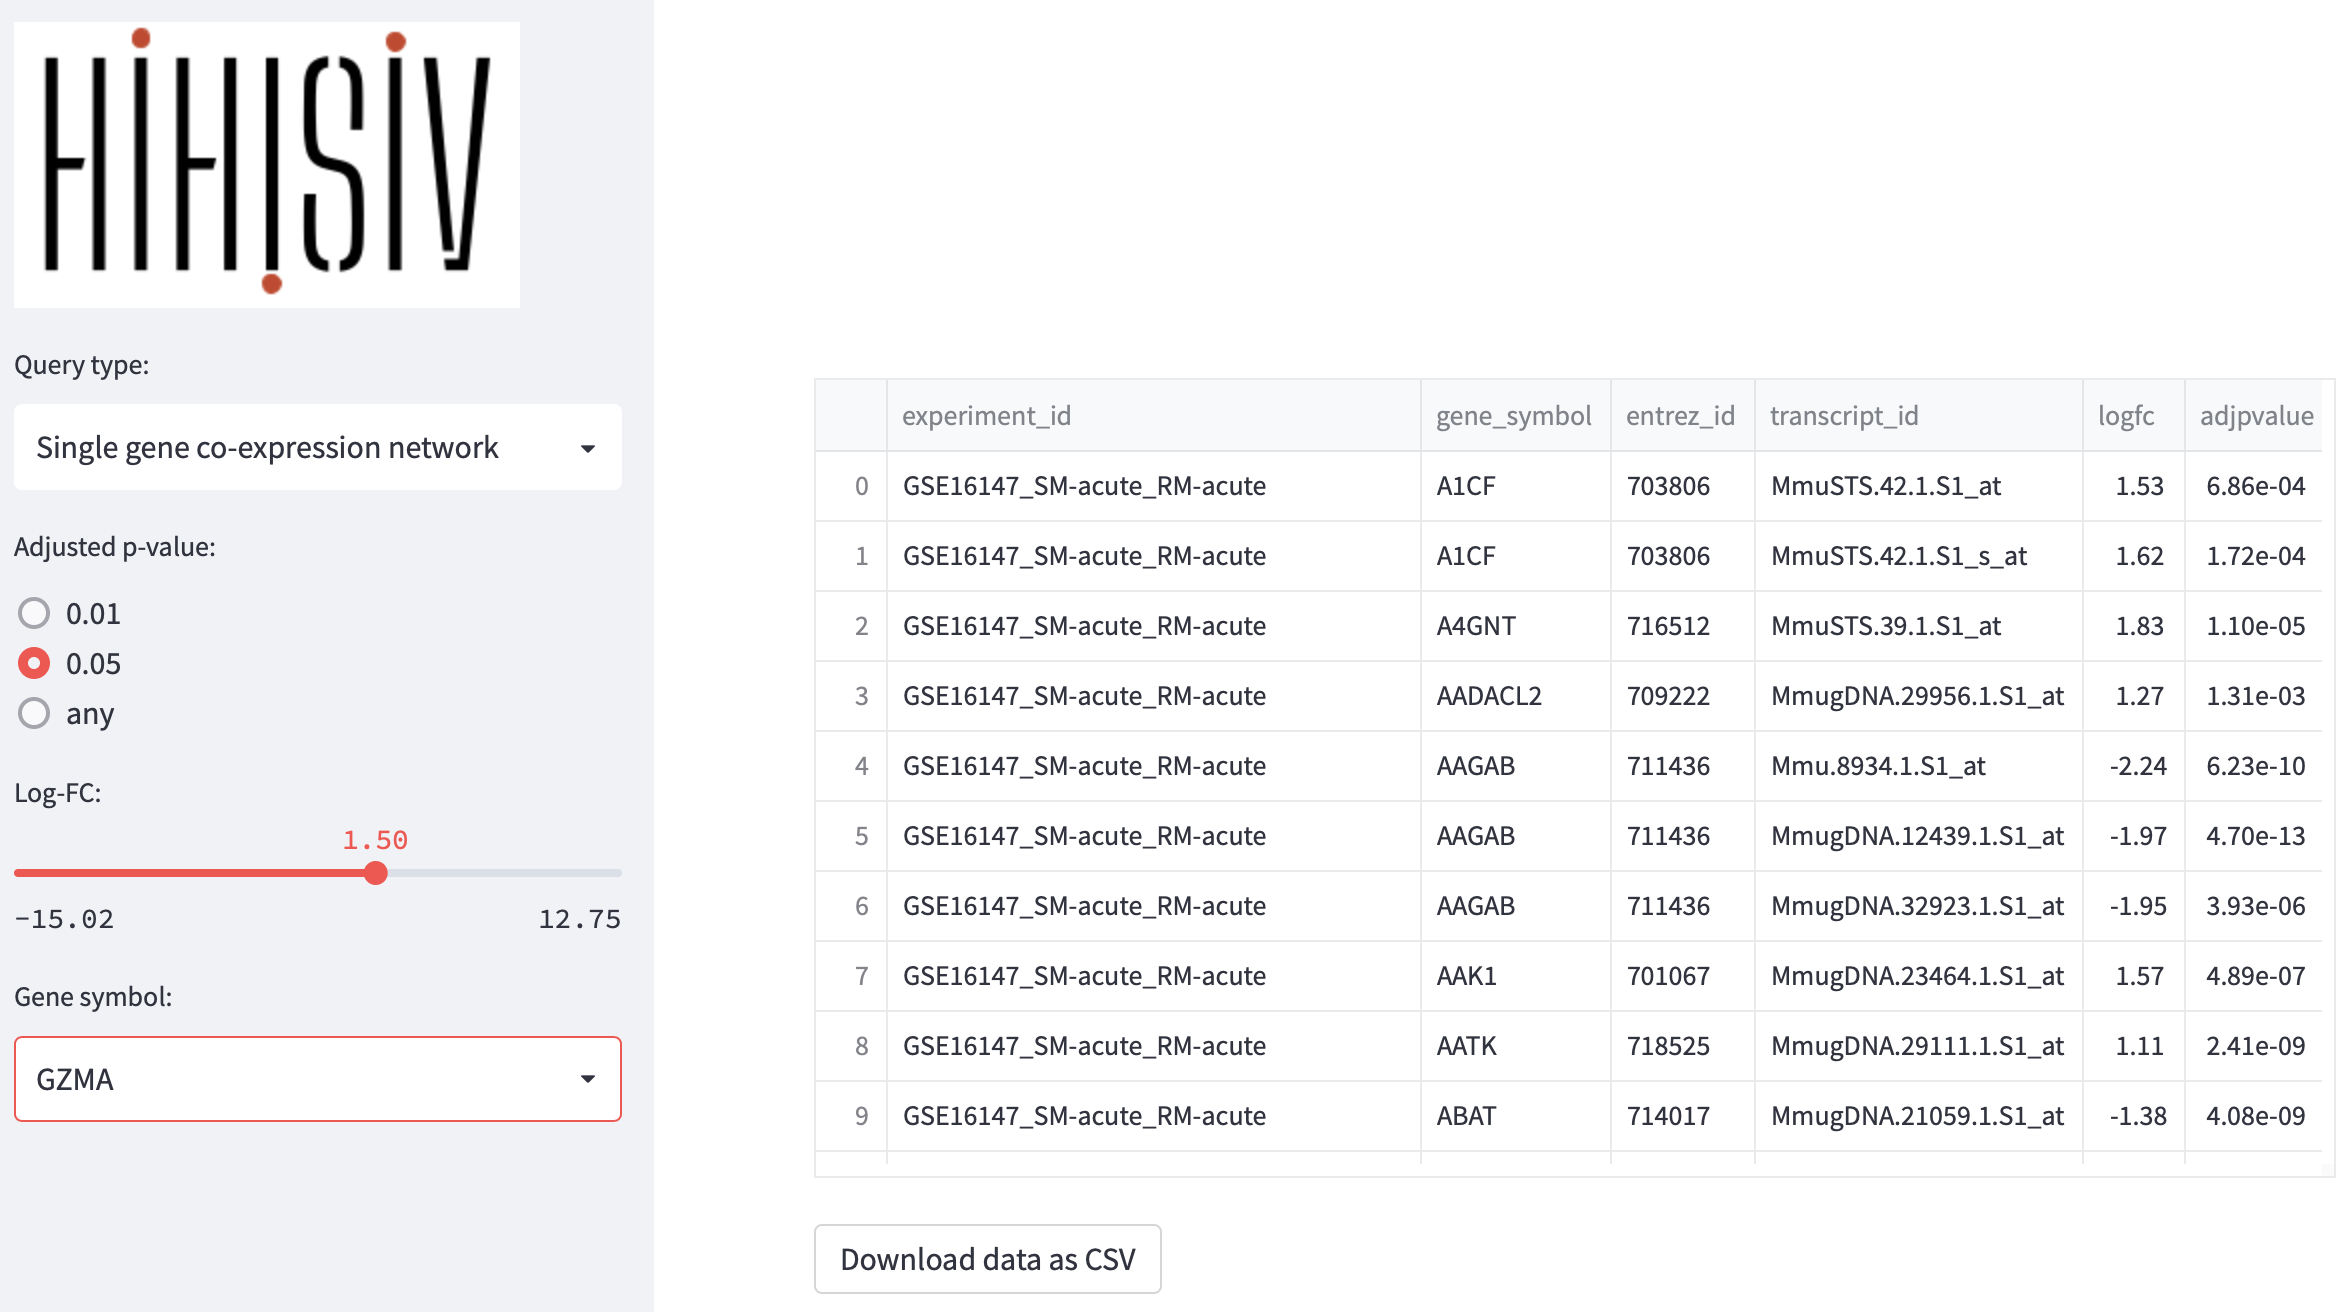 HIHISIV
Query type:
Single gene co-expression network
Adjusted p-value:
0.01
0.05
any
Log-FC:
1.50
-15.02 12.75
Gene symbol:
GZMA
experiment_id gene_symbol entrez_id transcript_id logfc adjpvalue
0 GSE16147_SM-acute_RM-acute A1CF 703806 MmuSTS.42.1.S1_at 1.53 6.86e-04
1 GSE16147_SM-acute_RM-acute A1CF 703806 MmuSTS.42.1.S1_s_at 1.62 1.72e-04
2 GSE16147_SM-acute_RM-acute A4GNT 716512 MmuSTS.39.1.S1_at 1.83 1.10e-05
3 GSE16147_SM-acute_RM-acute AADACL2 709222 MmugDNA.29956.1.S1_at 1.27 1.31e-03
4 GSE16147_SM-acute_RM-acute AAGAB 711436 Mmu.8934.1.S1_at -2.24 6.23e-10
5 GSE16147_SM-acute_RM-acute AAGAB 711436 MmugDNA.12439.1.S1_at -1.97 4.70e-13
6 GSE16147_SM-acute_RM-acute AAGAB 711436 MmugDNA.32923.1.S1_at -1.95 3.93e-06
7 GSE16147_SM-acute_RM-acute AAK1 701067 MmugDNA.23464.1.S1_at 1.57 4.89e-07
8 GSE16147_SM-acute_RM-acute AATK 718525 MmugDNA.29111.1.S1_at 1.11 2.41e-09
9 GSE16147_SM-acute_RM-acute ABAT 714017 MmugDNA.21059.1.S1_at -1.38 4.08e-09
Download data as CSV